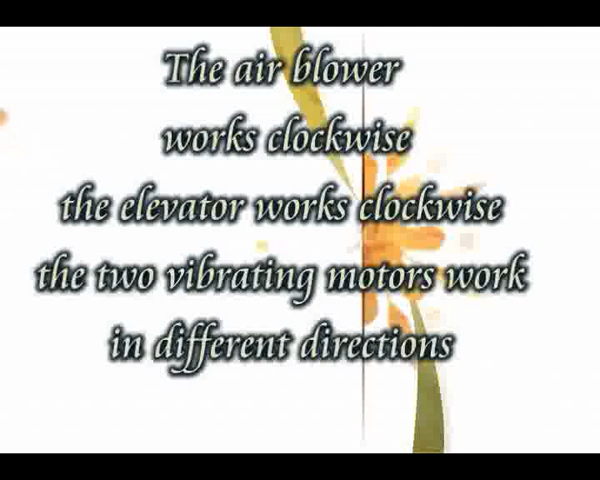 The air blower
works clockwise
the elevator works clockwise
the two vibrating motors work
in different directions